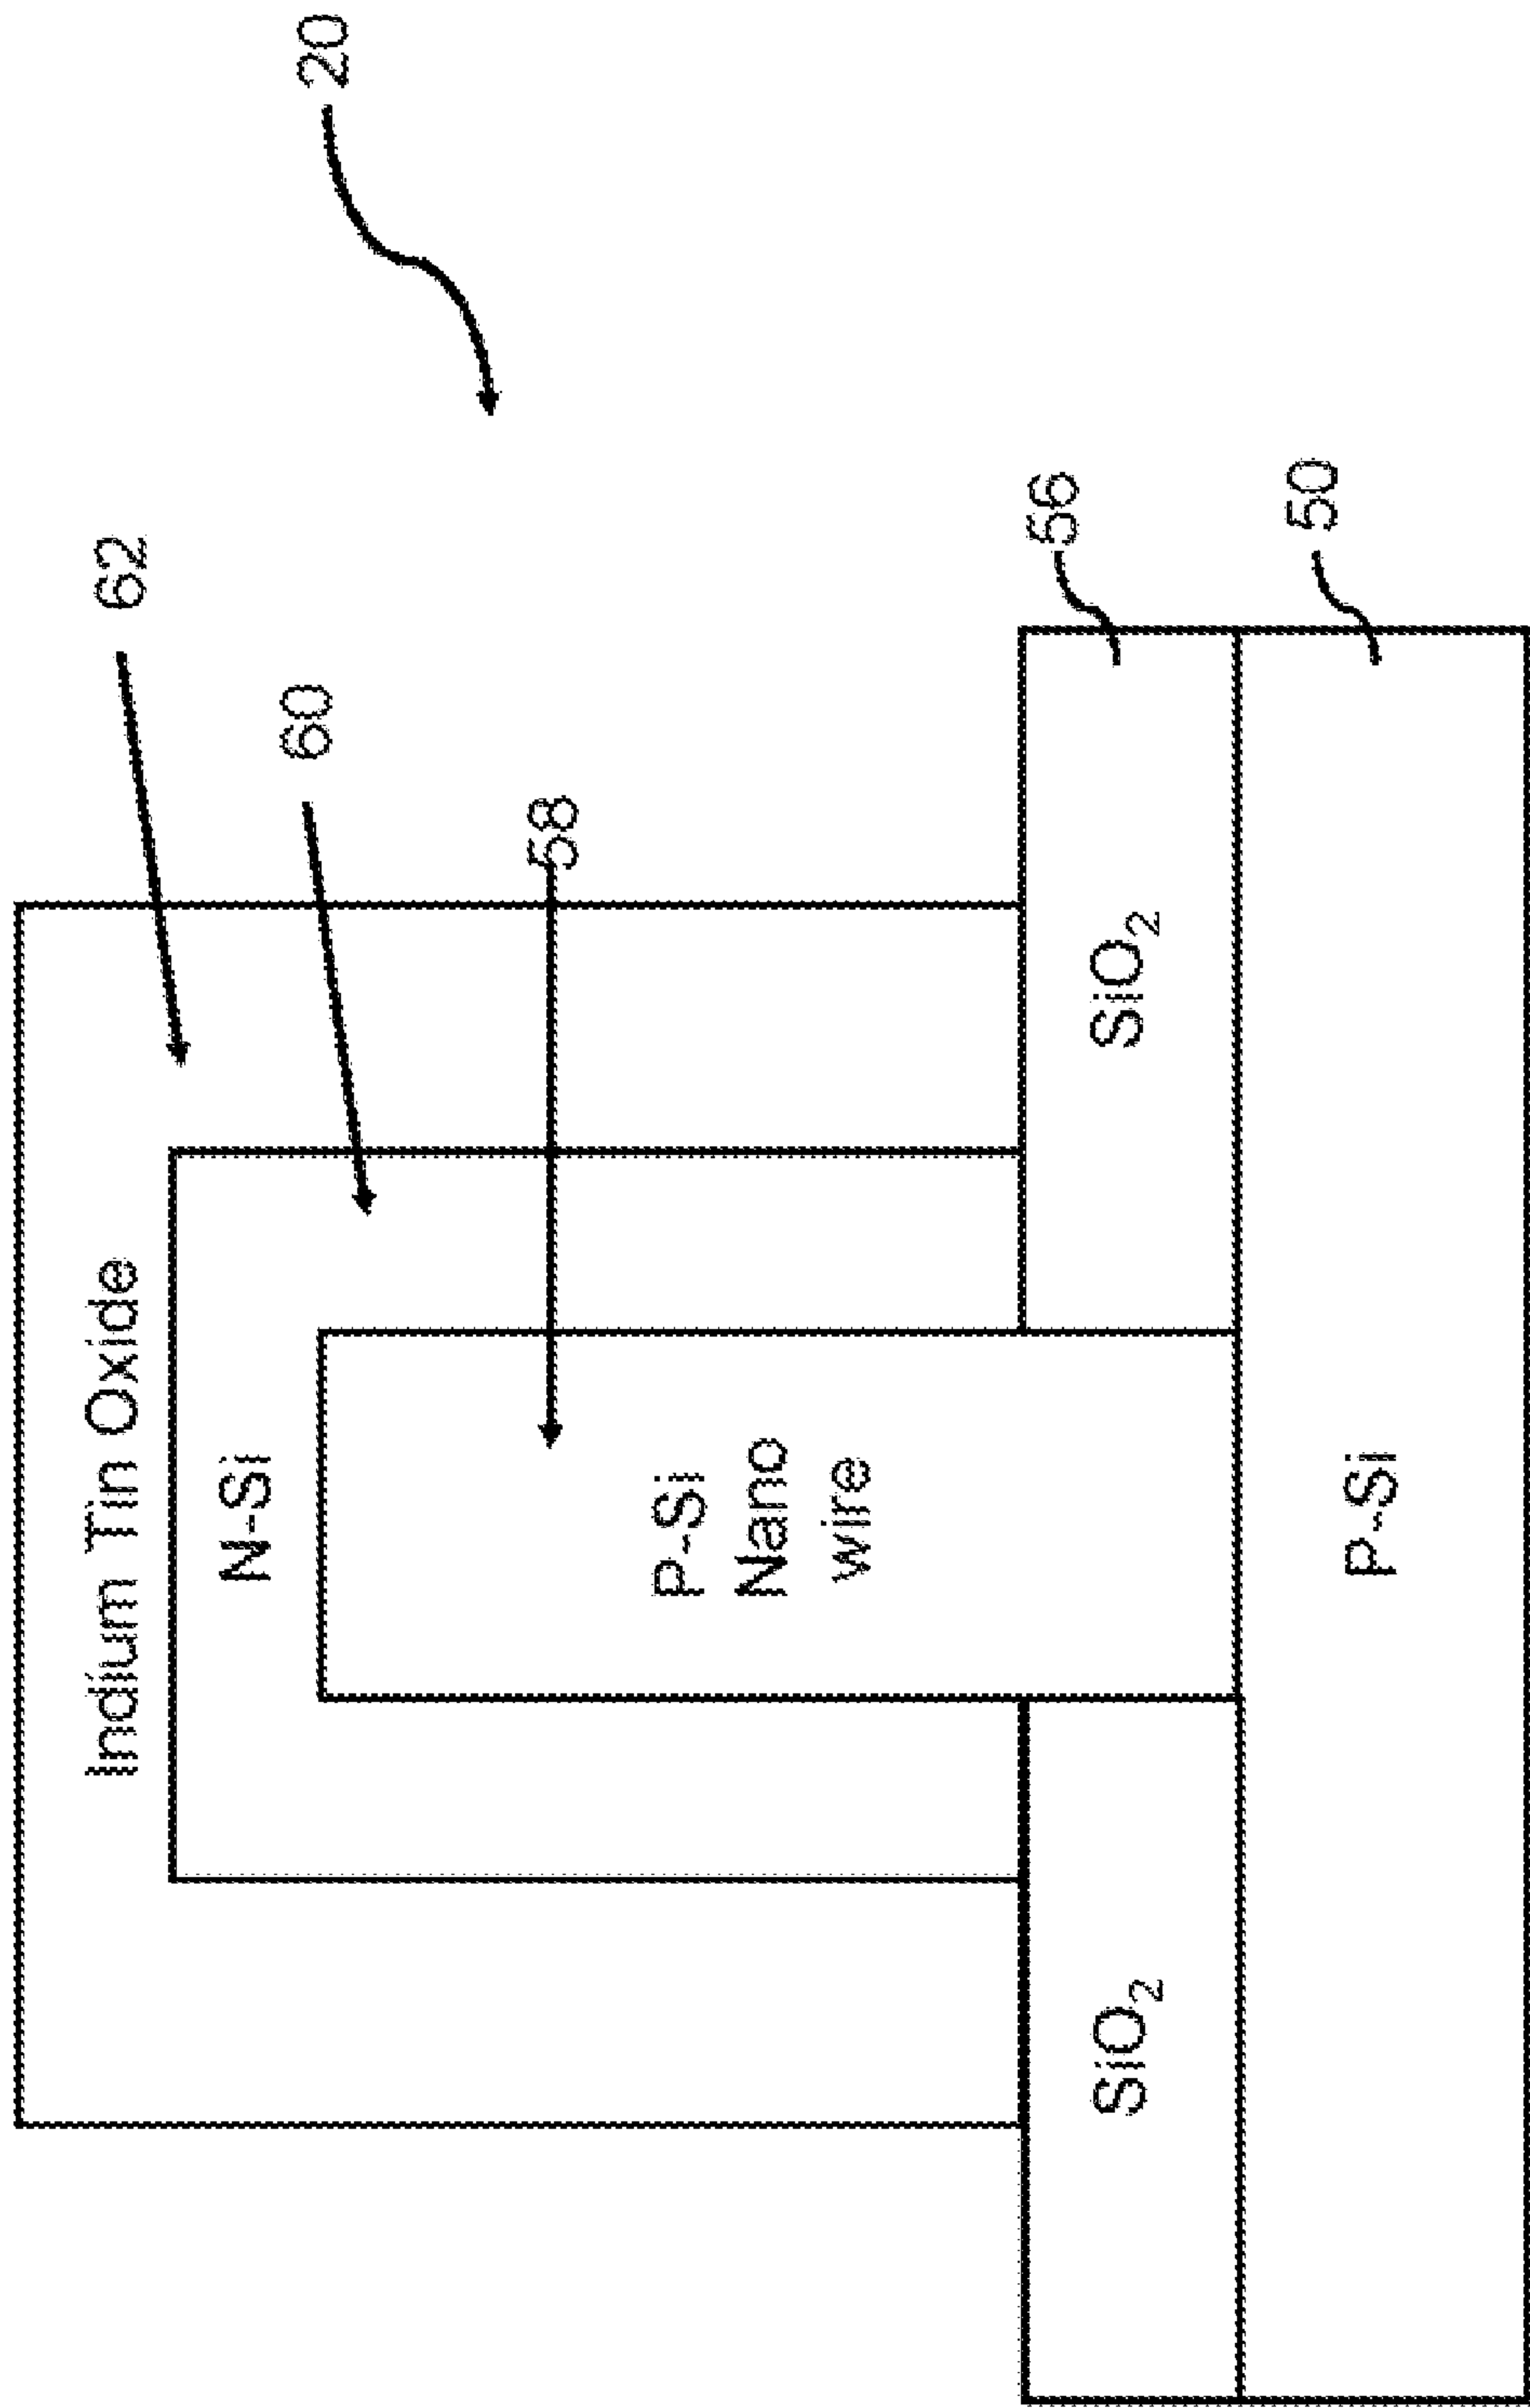 20
62
60
58
56
50
Indium Tin Oxide
N-Si
P-Si
Nano
wire
SiO₂
SiO₂
P-Si